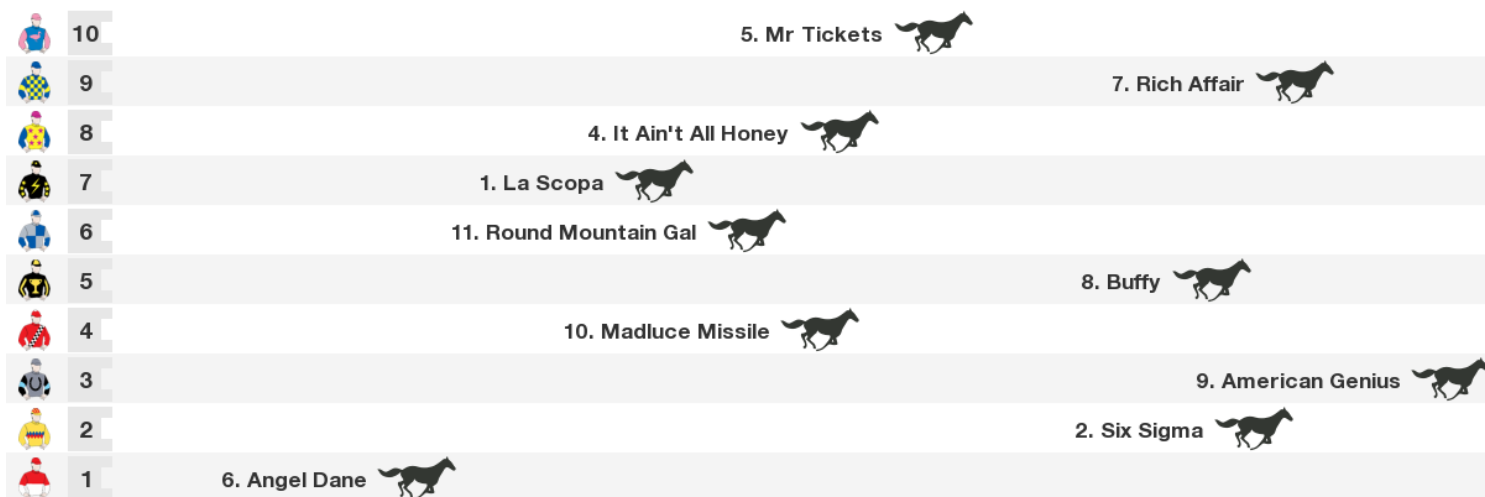 10 5. Mr Tickets
9 7. Rich Affair
8 4. It Ain't All Honey
7 1. La Scopa
6 11. Round Mountain Gal
5 8. Buffy
4 10. Madluce Missile
3 9. American Genius
2 2. Six Sigma
1 6. Angel Dane